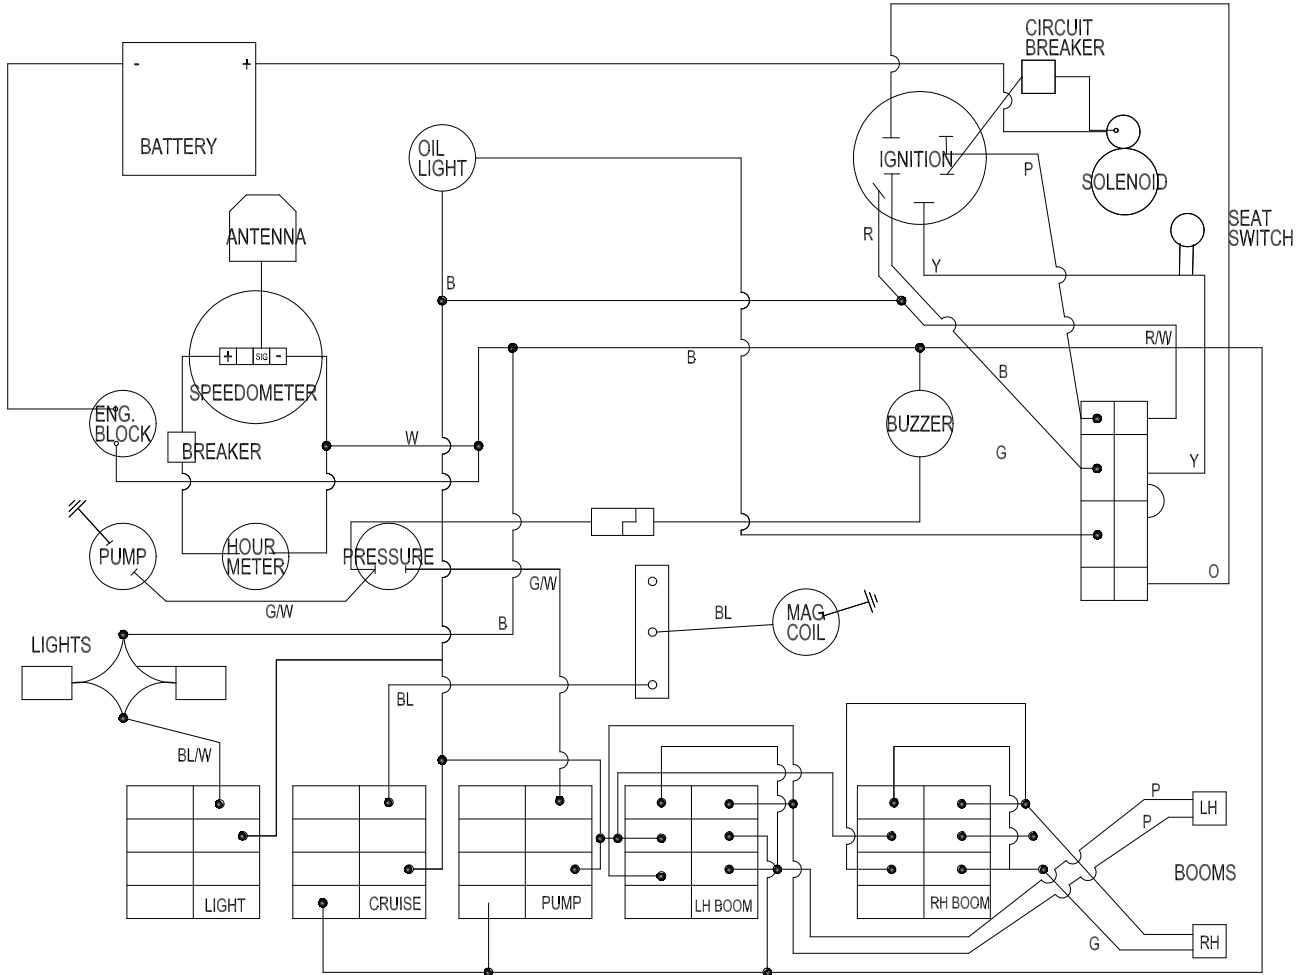 CIRCUIT
BREAKER
-
+
BATTERY
OIL
LIGHT
IGNITION
P
SOLENOID
SEAT
SWITCH
ANTENNA
R
Y
B
+
SIG
-
R/W
B
SPEEDOMETER
B
ENG.
BLOCK
BUZZER
BREAKER
W
G
Y
PUMP
HOUR
METER
PRESSURE
G/W
O
G/W
BL
MAG
COIL
B
LIGHTS
BL
BL/W
P
LH
P
BOOMS
LIGHT
CRUISE
PUMP
LH BOOM
RH BOOM
G
RH